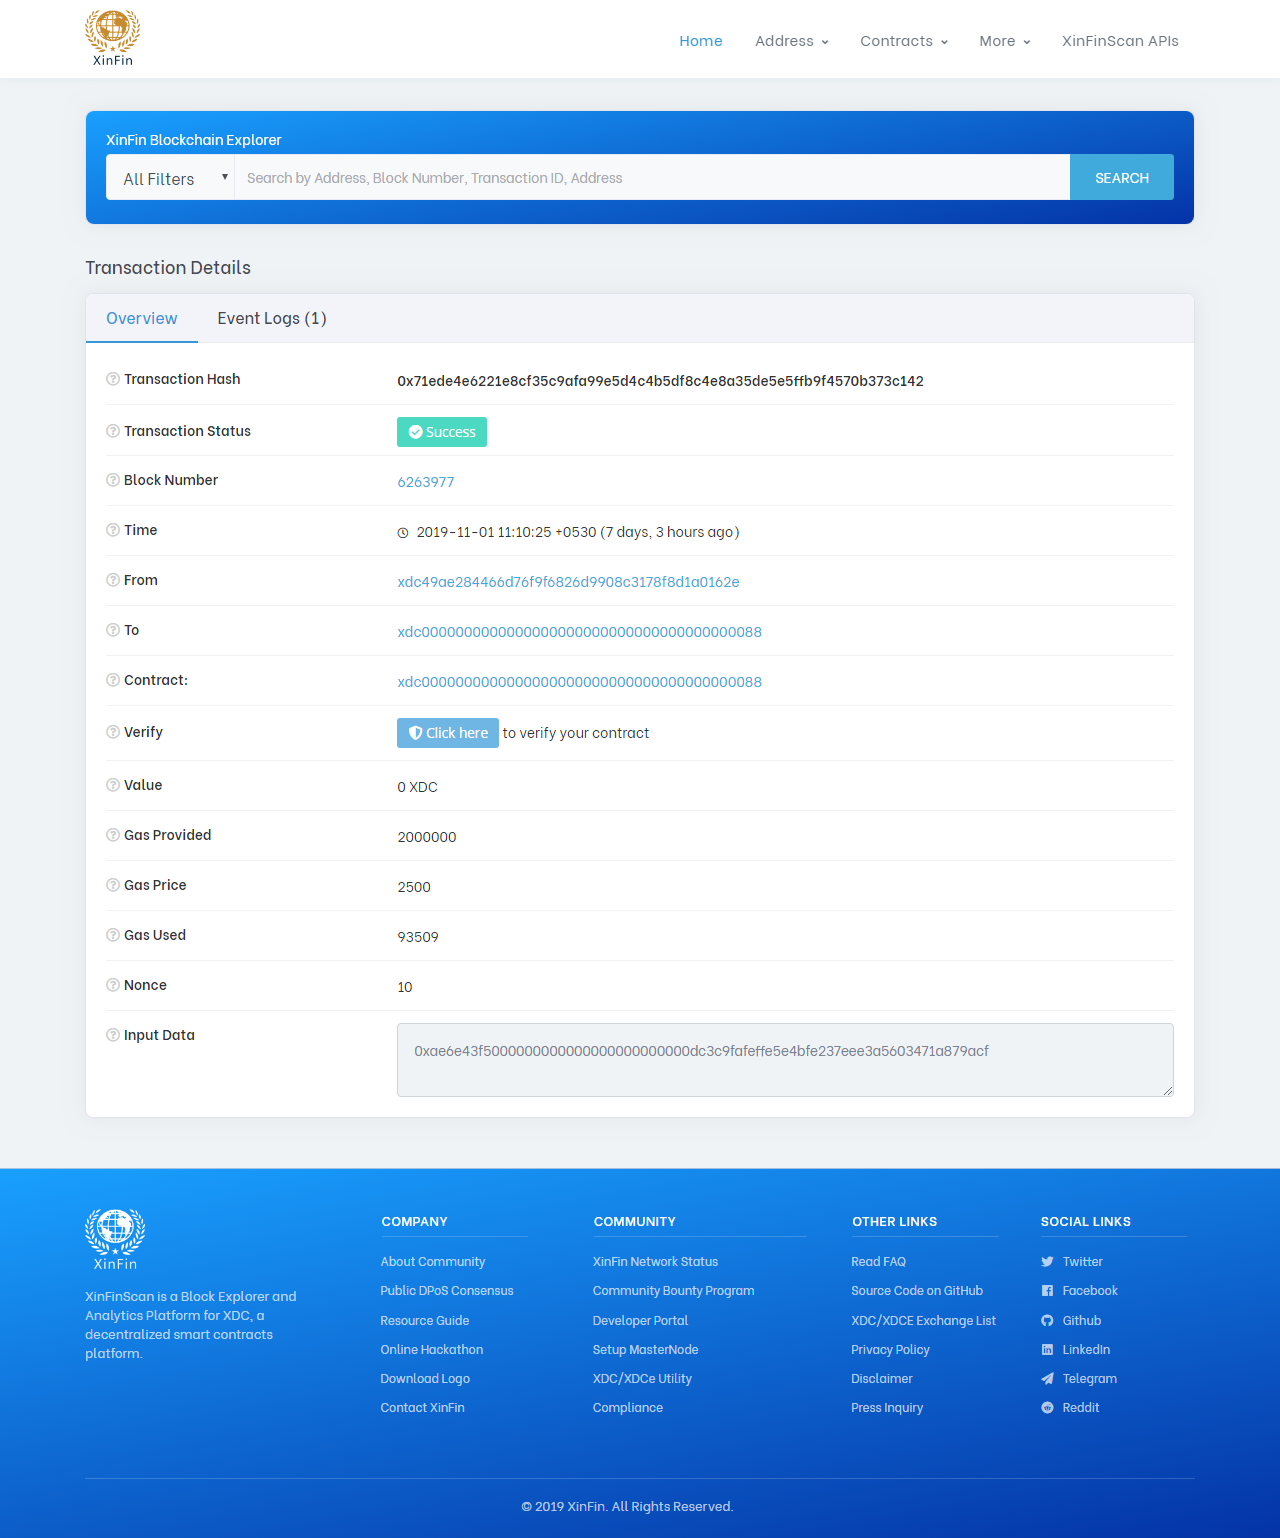 XinFin
Home Address Contracts More XinFinScan APIs
XinFin Blockchain Explorer
All Filters Search by Address, Block Number, Transaction ID, Address SEARCH
Transaction Details
Overview Event Logs (1)
Transaction Hash 0x71ede4e6221e8cf35c9afa99e5d4c4b5df8c4e8a35de5e5ffb9f4570b373c142
Transaction Status Success
Block Number 6263977
Time 2019-11-01 11:10:25 +0530 (7 days, 3 hours ago)
From xdc49ae284466d76f9f6826d9908c3178f8d1a0162e
To xdc0000000000000000000000000000000000000088
Contract: xdc0000000000000000000000000000000000000088
Verify Click here to verify your contract
Value 0 XDC
Gas Provided 2000000
Gas Price 2500
Gas Used 93509
Nonce 10
Input Data 0xae6e43f5000000000000000000000000dc3c9fafeffe5e4bfe237eee3a5603471a879acf
XinFin
XinFinScan is a Block Explorer and
Analytics Platform for XDC, a
decentralized smart contracts
platform.
COMPANY
About Community
Public DPoS Consensus
Resource Guide
Online Hackathon
Download Logo
Contact XinFin
COMMUNITY
XinFin Network Status
Community Bounty Program
Developer Portal
Setup MasterNode
XDC/XDCe Utility
Compliance
OTHER LINKS
Read FAQ
Source Code on GitHub
XDC/XDCE Exchange List
Privacy Policy
Disclaimer
Press Inquiry
SOCIAL LINKS
Twitter
Facebook
Github
LinkedIn
Telegram
Reddit
© 2019 XinFin. All Rights Reserved.